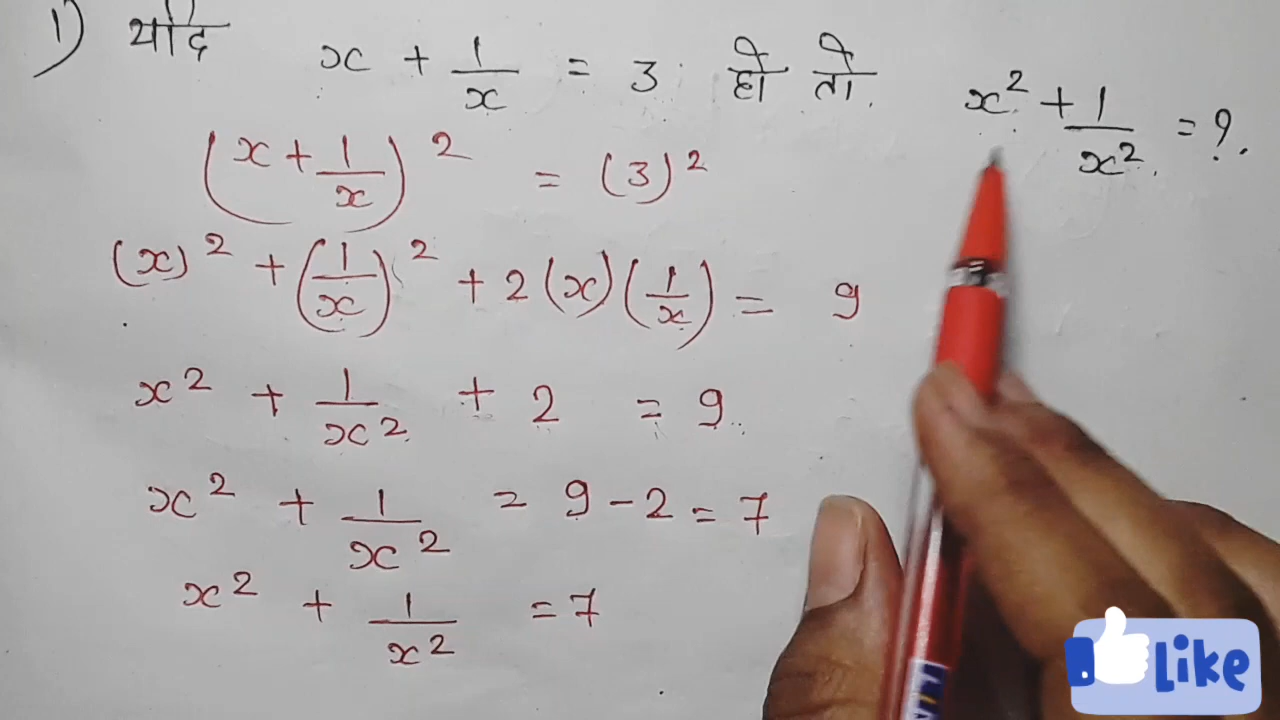 1) यदि x + 1/x = 3 हो तो x² + 1/x² = ?.
(x + 1/x)² = (3)²
(x)² + (1/x)² + 2(x)(1/x) = 9
x² + 1/x² + 2 = 9
x² + 1/x² = 9 - 2 = 7
x² + 1/x² = 7
Like